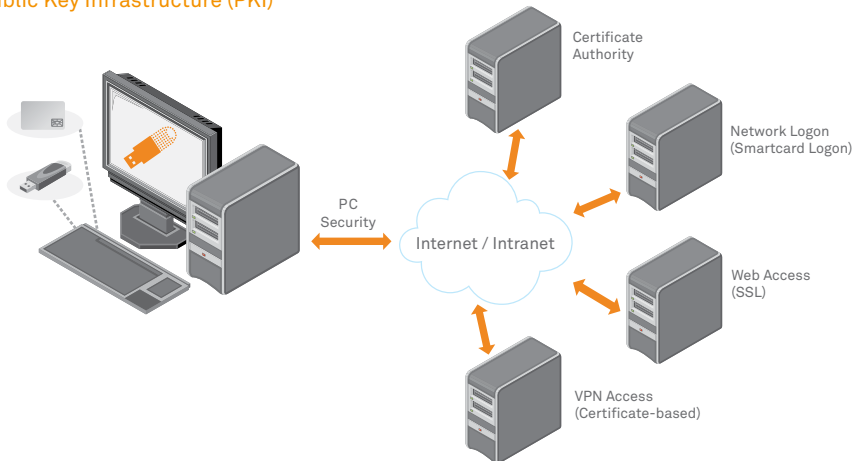 Public Key Infrastructure (PKI)
Certificate
Authority
Network Logon
(Smartcard Logon)
PC
Security
Internet / Intranet
Web Access
(SSL)
VPN Access
(Certificate-based)